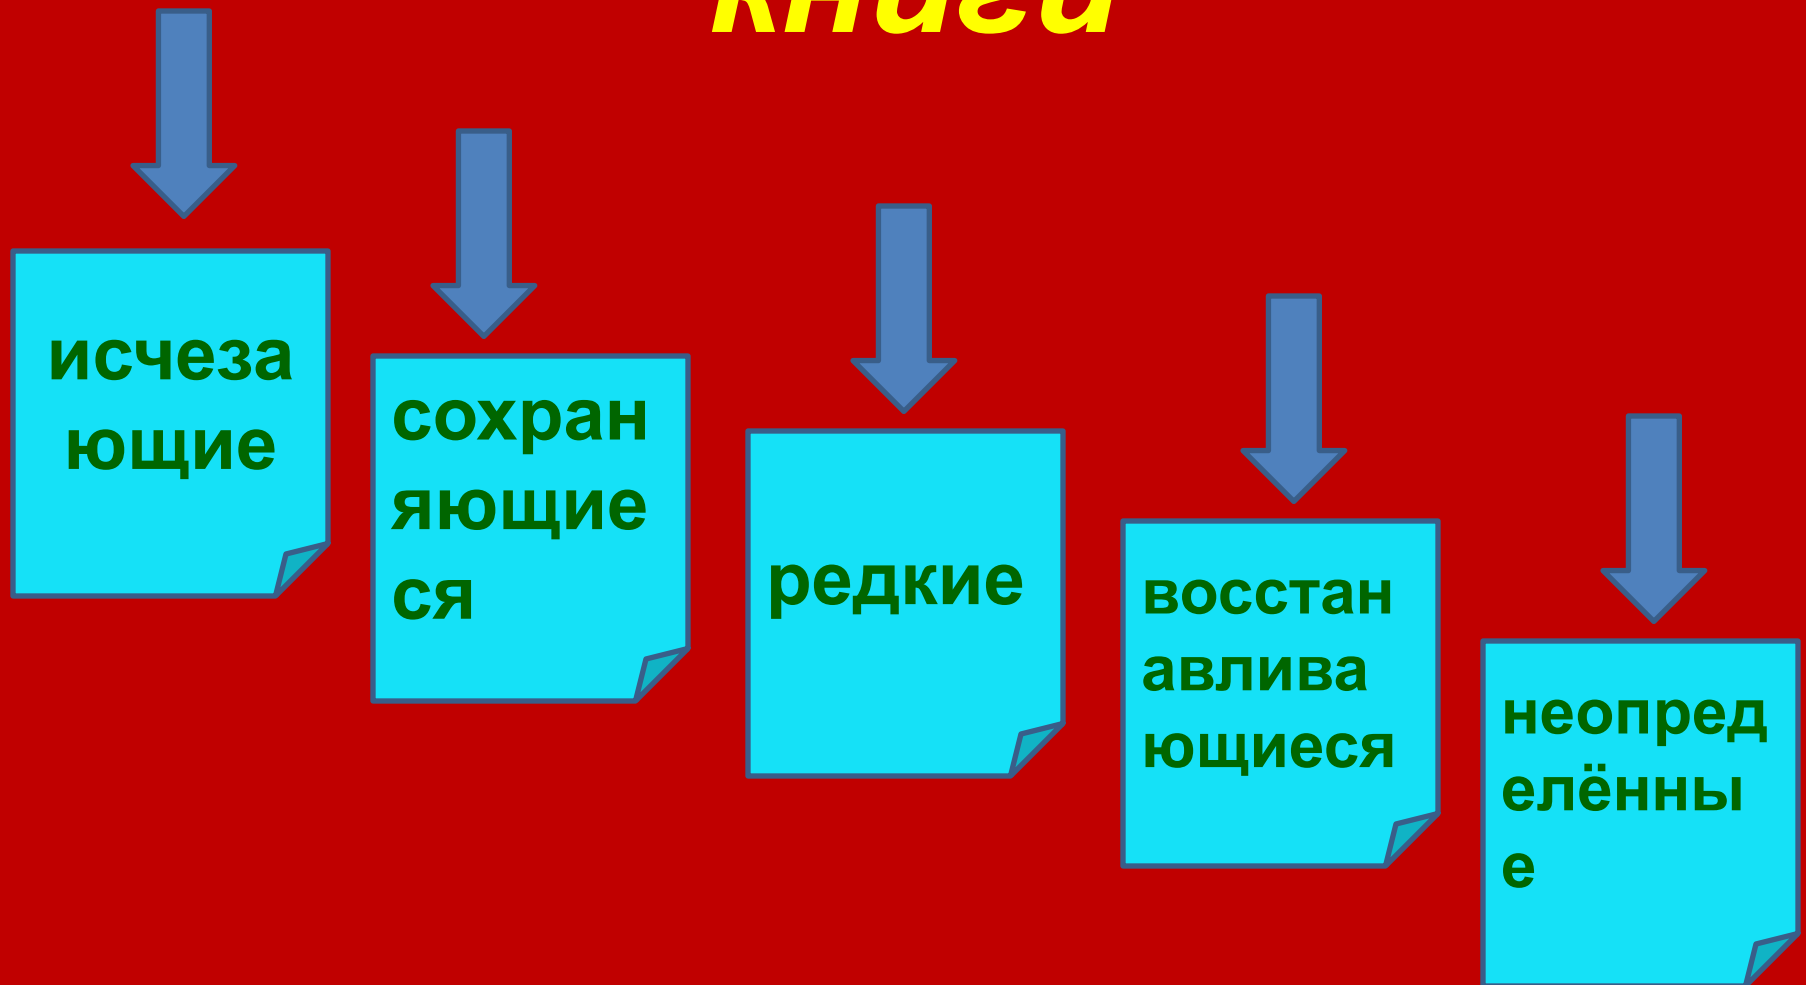 книги
исчеза
ющие
сохран
яющие
ся
редкие
восстан
авлива
ющиеся
неопред
елённы
е